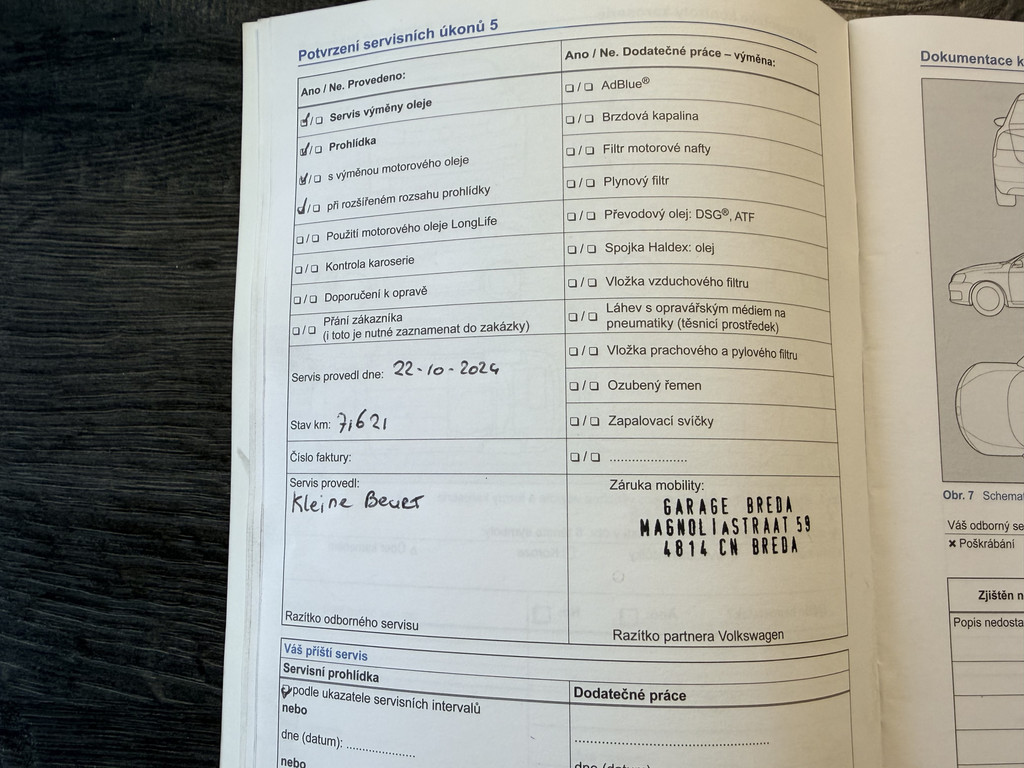 Potvrzení servisních úkonů 5
Ano / Ne. Provedeno:
☑/☐ Servis výměny oleje
☑/☐ Prohlídka
☑/☐ s výměnou motorového oleje
☑/☐ při rozšířeném rozsahu prohlídky
☐/☐ Použití motorového oleje LongLife
☐/☐ Kontrola karoserie
☐/☐ Doporučení k opravě
☐/☐ Přání zákazníka
(i toto je nutné zaznamenat do zakázky)
Servis provedl dne: 22-10-2024
Stav km: 71621
Číslo faktury:
Servis provedl:
Kleine Beurt
Razítko odborného servisu
Ano / Ne. Dodatečné práce – výměna:
☐/☐ AdBlue®
☐/☐ Brzdová kapalina
☐/☐ Filtr motorové nafty
☐/☐ Plynový filtr
☐/☐ Převodový olej: DSG®, ATF
☐/☐ Spojka Haldex: olej
☐/☐ Vložka vzduchového filtru
☐/☐ Láhev s opravářským médiem na
pneumatiky (těsnicí prostředek)
☐/☐ Vložka prachového a pylového filtru
☐/☐ Ozubený řemen
☐/☐ Zapalovací svíčky
☐/☐ ......................
Záruka mobility:
GARAGE BREDA
MAGNOLIASTRAAT 59
4814 CN BREDA
Razítko partnera Volkswagen
Váš příští servis
Servisní prohlídka
☑ podle ukazatele servisních intervalů
nebo
dne (datum): ....................
nebo
Dodatečné práce
..................................................
dne (datum):
Dokumentace k
Obr. 7 Schemat
Váš odborný se
✖ Poškrábání
Zjištěn n
Popis nedosta